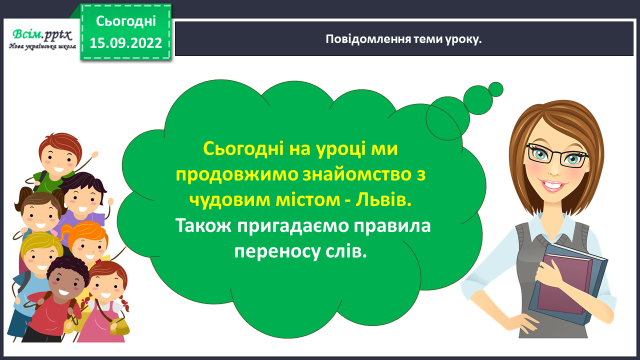 Всім.pptx
Нова українська школа
Сьогодні
15.09.2022
Повідомлення теми уроку.
Сьогодні на уроці ми
продовжимо знайомство з
чудовим містом - Львів.
Також пригадаємо правила
переносу слів.